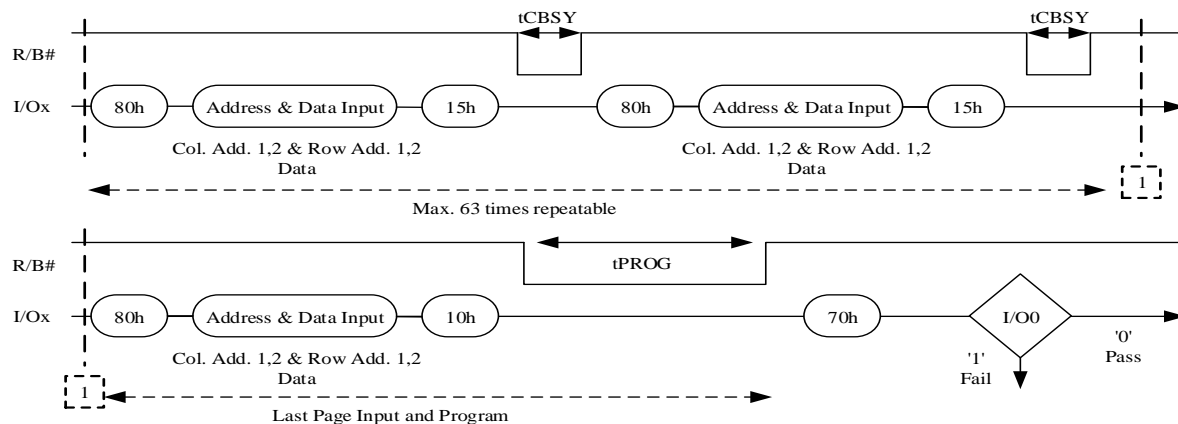 tCBSY tCBSY
R/B#
I/Ox 80h Address & Data Input 15h 80h Address & Data Input 15h
Col. Add. 1,2 & Row Add. 1,2 Col. Add. 1,2 & Row Add. 1,2
Data Data
1
Max. 63 times repeatable
R/B# tPROG
I/Ox 80h Address & Data Input 10h 70h I/O0
'0'
Pass
Col. Add. 1,2 & Row Add. 1,2 '1'
Data Fail
1
Last Page Input and Program